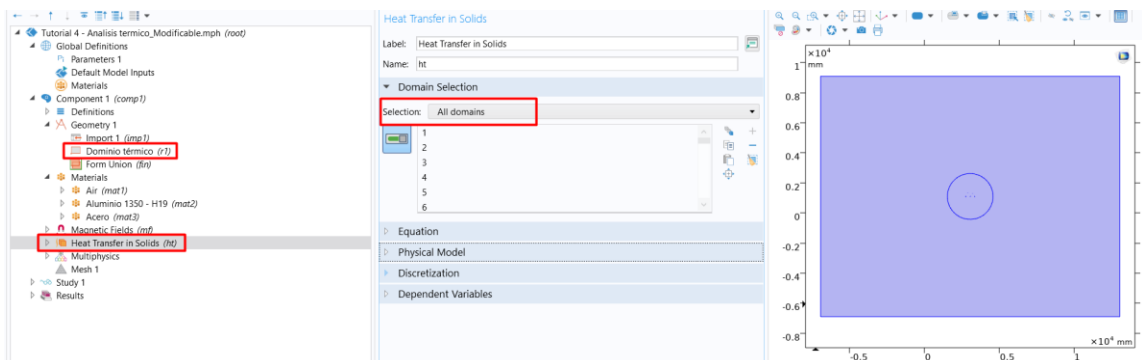 Tutorial 4 - Analisis termico_Modificable.mph (root)
Global Definitions
Pi Parameters 1
Default Model Inputs
Materials
Component 1 (comp1)
Definitions
Geometry 1
Import 1 (imp1)
Dominio térmico (r1)
Form Union (fin)
Materials
Air (mat1)
Aluminio 1350 - H19 (mat2)
Acero (mat3)
Magnetic Fields (mf)
Heat Transfer in Solids (ht)
Multiphysics
Mesh 1
Study 1
Results
Heat Transfer in Solids
Label: Heat Transfer in Solids
Name: ht
Domain Selection
Selection: All domains
1
2
3
4
5
6
Equation
Physical Model
Discretization
Dependent Variables
×10⁴
1 mm
0.8
0.6
0.4
0.2
0
-0.2
-0.4
-0.6
-0.8
×10⁴ mm
-0.5 0 0.5 1